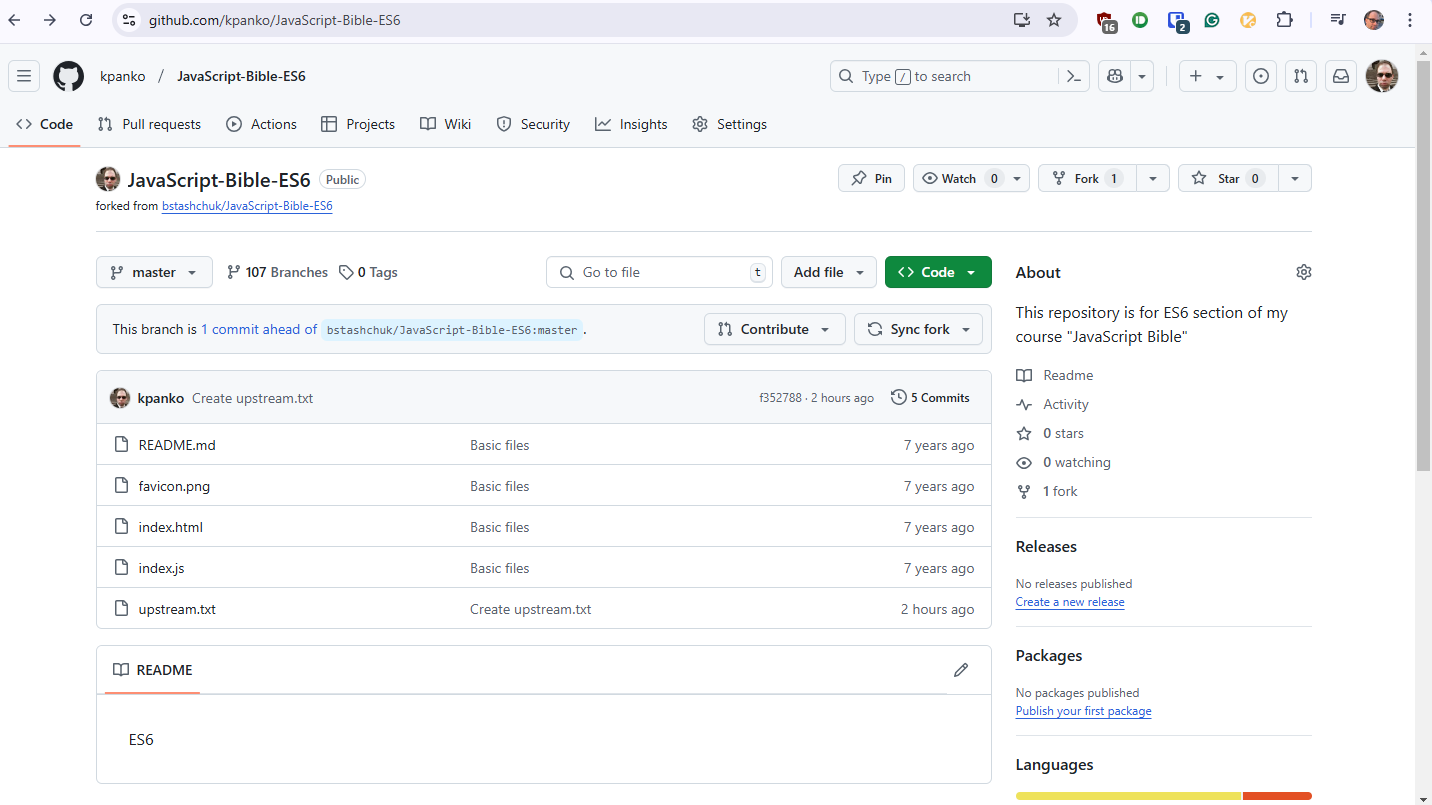 github.com/kpanko/JavaScript-Bible-ES6
16
2
kpanko / JavaScript-Bible-ES6
Type / to search
Code
Pull requests
Actions
Projects
Wiki
Security
Insights
Settings
JavaScript-Bible-ES6 Public
forked from bstashchuk/JavaScript-Bible-ES6
Pin
Watch 0
Fork 1
Star 0
master
107 Branches
0 Tags
Go to file t
Add file
Code
This branch is 1 commit ahead of bstashchuk/JavaScript-Bible-ES6:master .
Contribute
Sync fork
kpanko Create upstream.txt f352788 · 2 hours ago 5 Commits
README.md Basic files 7 years ago
favicon.png Basic files 7 years ago
index.html Basic files 7 years ago
index.js Basic files 7 years ago
upstream.txt Create upstream.txt 2 hours ago
README
ES6
About
This repository is for ES6 section of my
course "JavaScript Bible"
Readme
Activity
0 stars
0 watching
1 fork
Releases
No releases published
Create a new release
Packages
No packages published
Publish your first package
Languages